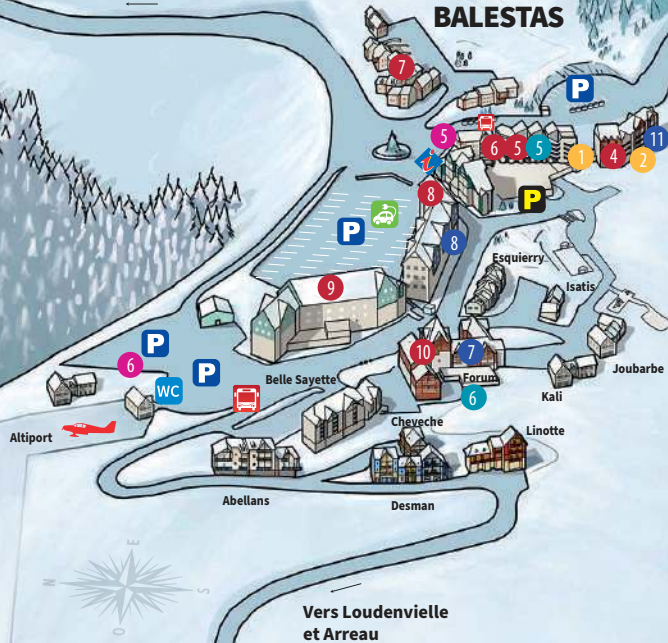 BALESTAS
7
P
5
6
5
5
1
4
11
2
i
8
P
P
8
Esquierry
9
Isatis
P
6
P
10
7
Joubarbe
WC
Belle Sayette
Forum
Kali
6
Altiport
Cheveche
Linotte
Abellans
Desman
E
N
S
O
Vers Loudenvielle
et Arreau